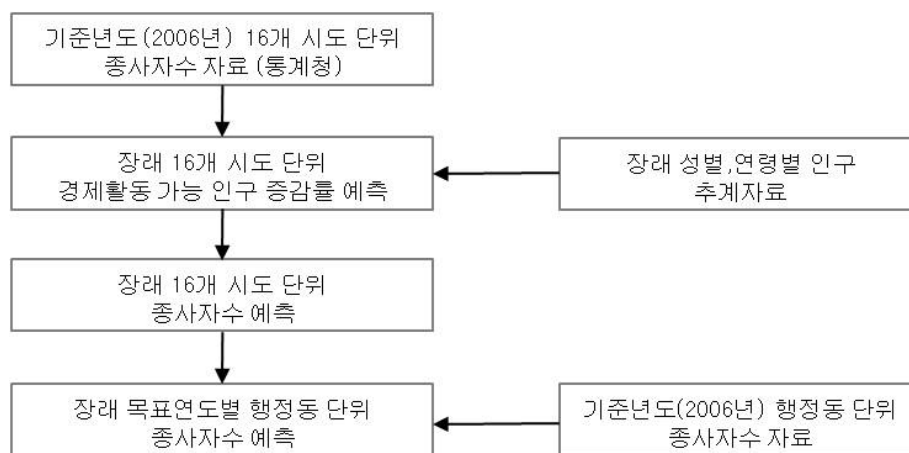 기준년도(2006년) 16개 시도 단위
종사자수 자료 (통계청)
장래 16개 시도 단위
경제활동 가능 인구 증감률 예측
장래 성별,연령별 인구
추계자료
장래 16개 시도 단위
종사자수 예측
장래 목표연도별 행정동 단위
종사자수 예측
기준년도(2006년) 행정동 단위
종사자수 자료